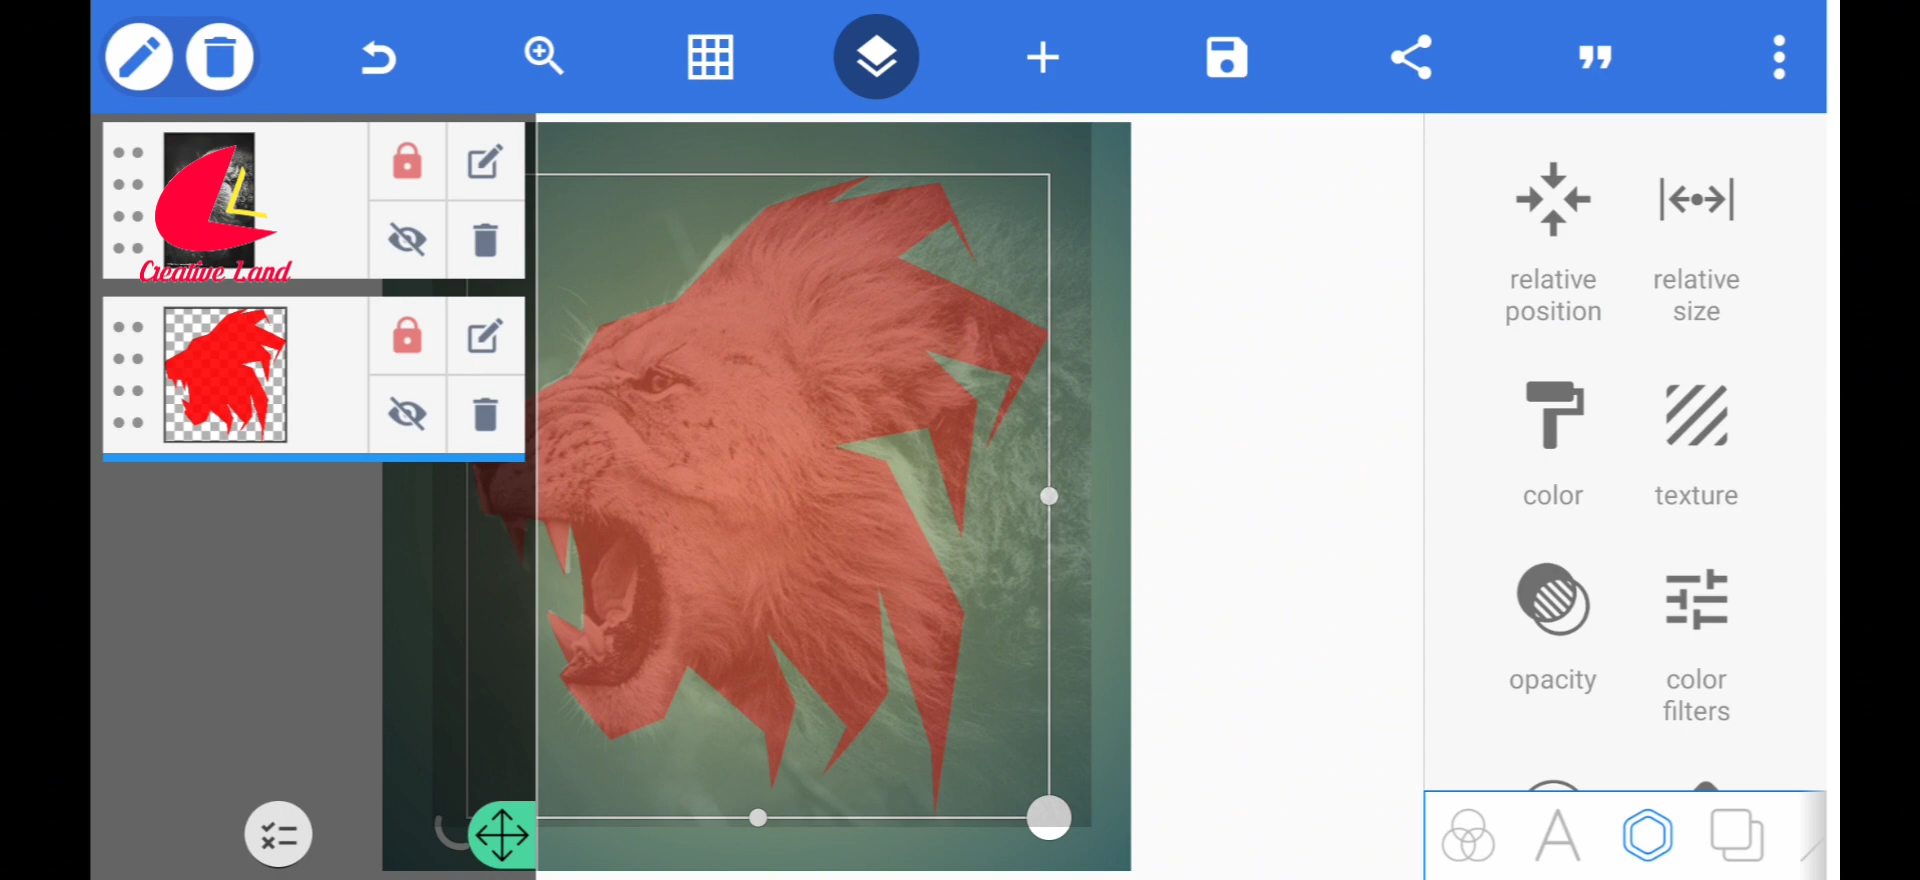 Creative Land
relative
position
relative
size
color
texture
opacity
color
filters